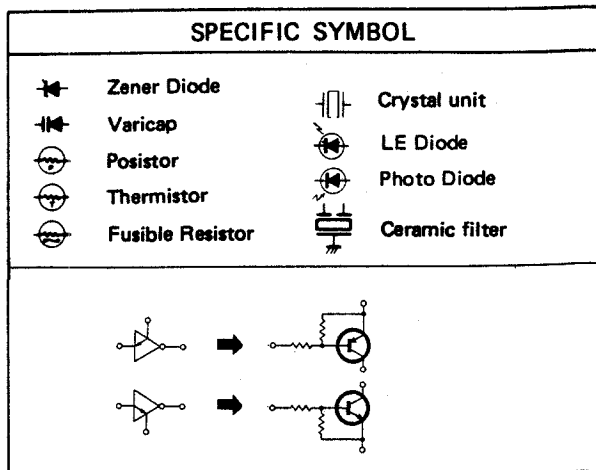 SPECIFIC SYMBOL
Zener Diode
Varicap
Posistor
Thermistor
Fusible Resistor
Crystal unit
LE Diode
Photo Diode
Ceramic filter